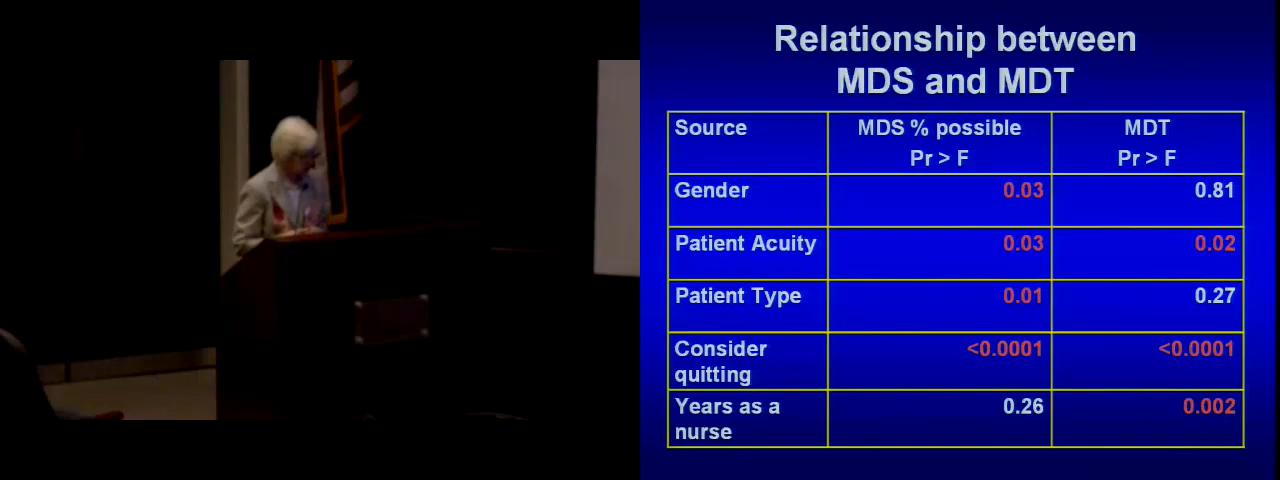 Relationship between
MDS and MDT
Source MDS % possible Pr > F MDT Pr > F
Gender 0.03 0.81
Patient Acuity 0.03 0.02
Patient Type 0.01 0.27
Consider quitting <0.0001 <0.0001
Years as a nurse 0.26 0.002